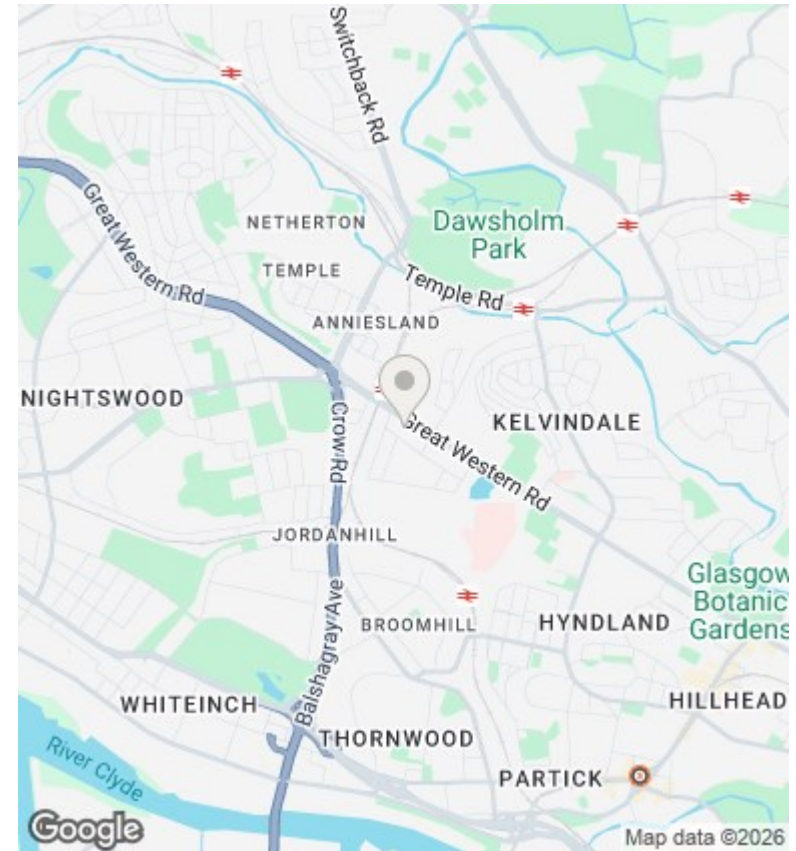 Switchback Rd
Great Western Rd
NETHERTON
Dawsholm
Park
TEMPLE
Temple Rd
ANNIESLAND
NIGHTSWOOD
Crow Rd
Great Western Rd
KELVINDALE
JORDANHILL
Glasgow
Botanic
Gardens
BROOMHILL
HYNDLAND
Balshagray Ave
WHITEINCH
HILLHEAD
THORNWOOD
River Clyde
PARTICK
Google
Map data ©2026